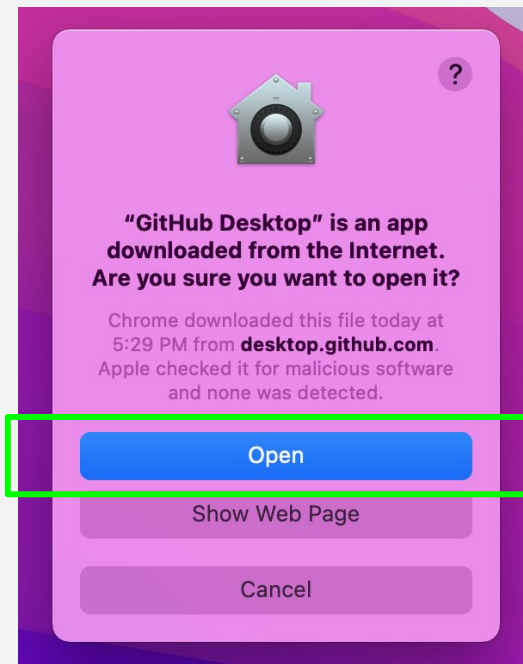 ?
“GitHub Desktop” is an app
downloaded from the Internet.
Are you sure you want to open it?
Chrome downloaded this file today at
5:29 PM from desktop.github.com.
Apple checked it for malicious software
and none was detected.
Open
Show Web Page
Cancel